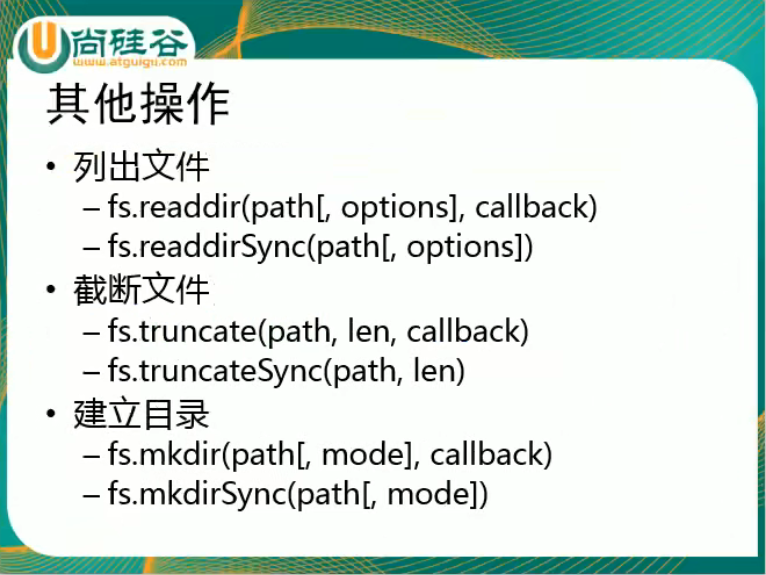 尚硅谷
www.atguigu.com
其他操作
• 列出文件
– fs.readdir(path[, options], callback)
– fs.readdirSync(path[, options])
• 截断文件
– fs.truncate(path, len, callback)
– fs.truncateSync(path, len)
• 建立目录
– fs.mkdir(path[, mode], callback)
– fs.mkdirSync(path[, mode])